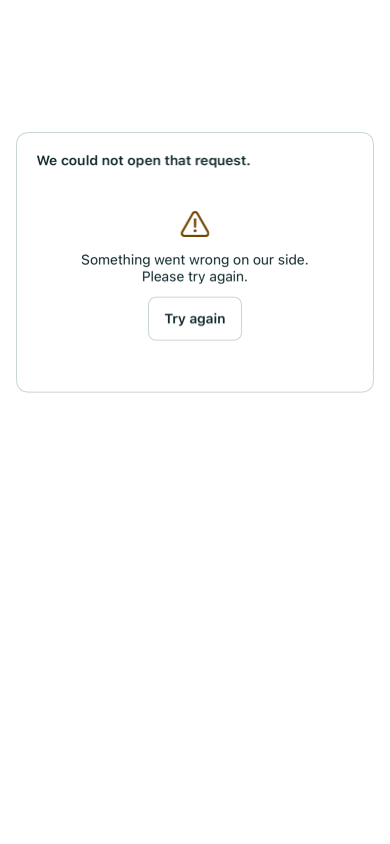 We could not open that request.
Something went wrong on our side.
Please try again.
Try again